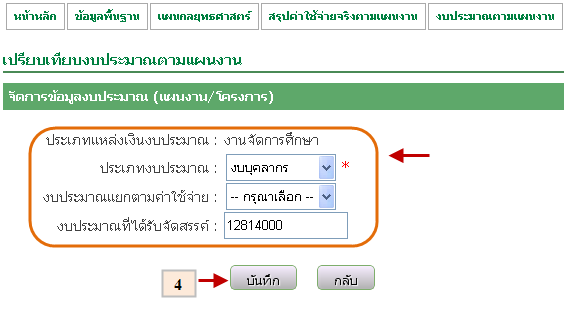 หน้าหลัก ข้อมูลพื้นฐาน แผนกลยุทธศาสตร์ สรุปค่าใช้จ่ายจริงตามแผนงาน งบประมาณตามแผนงาน
เปรียบเทียบงบประมาณตามแผนงาน
จัดการข้อมูลงบประมาณ (แผนงาน/โครงการ)
ประเภทแหล่งเงินงบประมาณ : งานจัดการศึกษา
ประเภทงบประมาณ : งบบุคลากร *
งบประมาณแยกตามค่าใช้จ่าย : -- กรุณาเลือก --
งบประมาณที่ได้รับจัดสรรค์ : 12814000
4 บันทึก กลับ